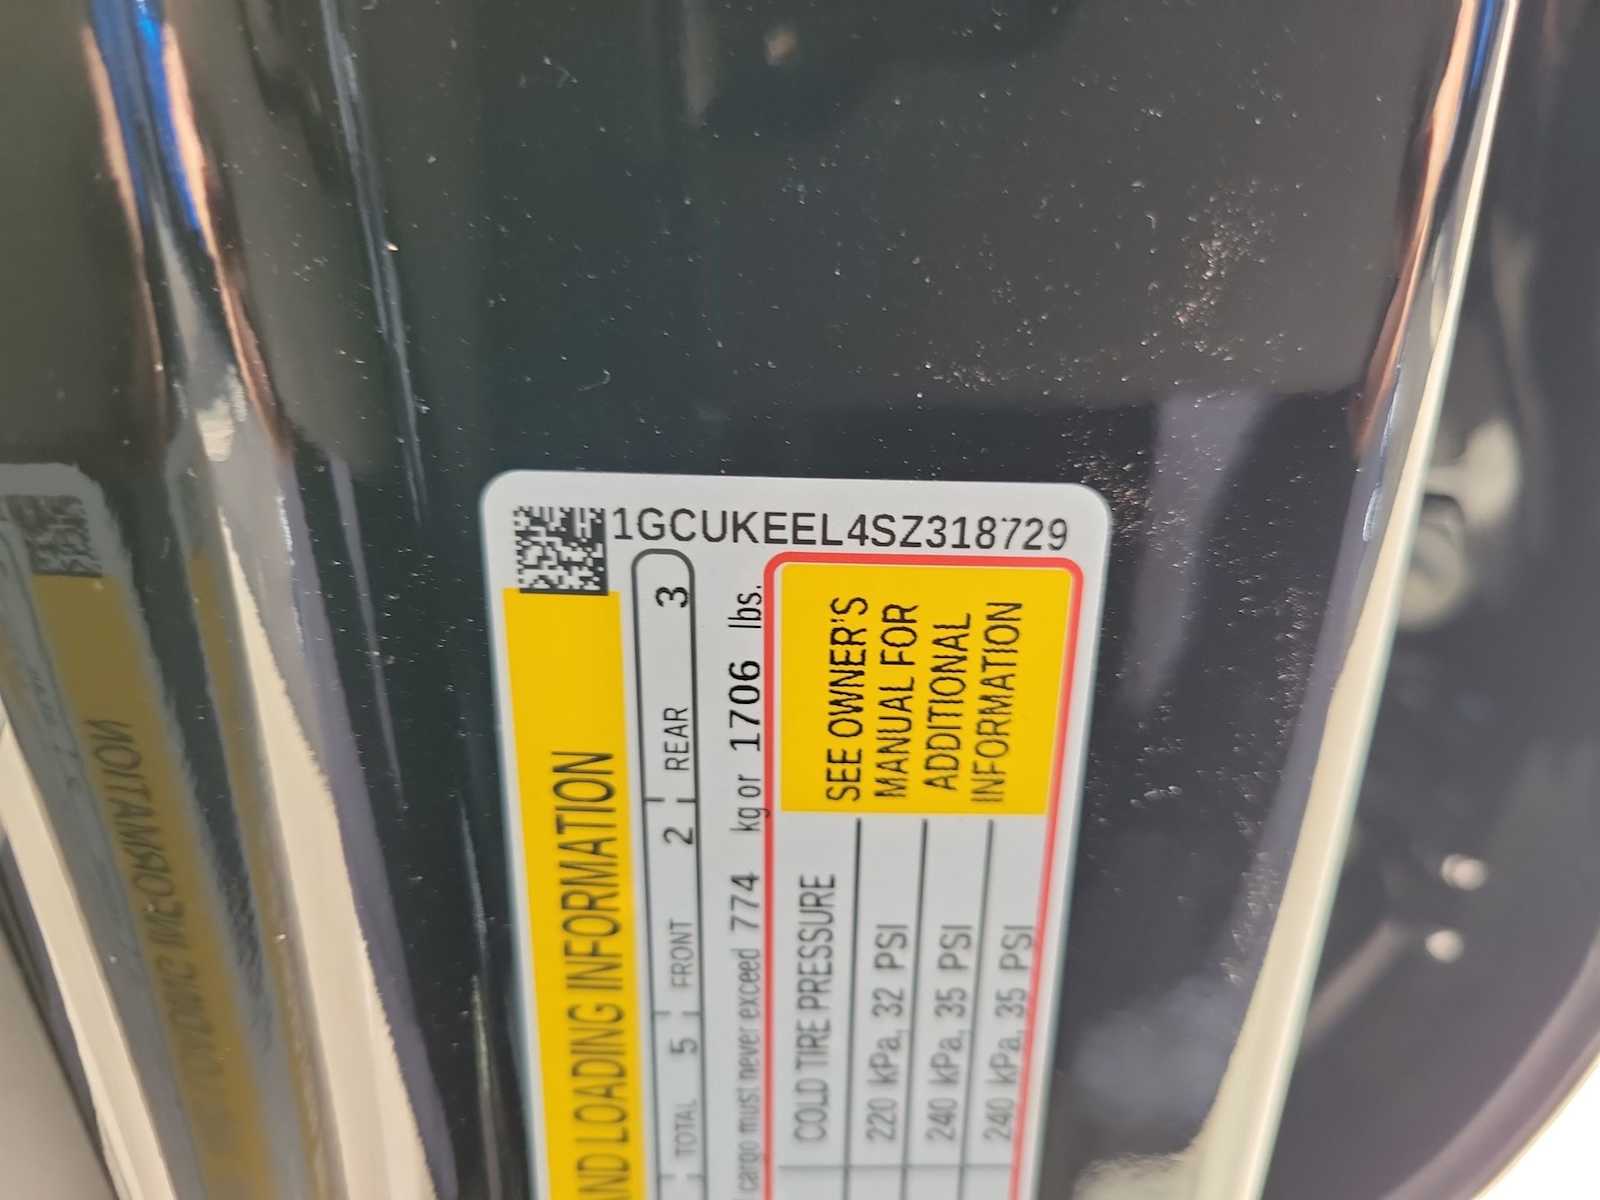 1GCUKEEL4SZ318729
AND LOADING INFORMATION
TOTAL 5 FRONT 2 REAR 3
cargo must never exceed 774 kg or 1706 lbs.
COLD TIRE PRESSURE
220 kPa, 32 PSI
240 kPa, 35 PSI
240 kPa, 35 PSI
SEE OWNER'S
MANUAL FOR
ADDITIONAL
INFORMATION